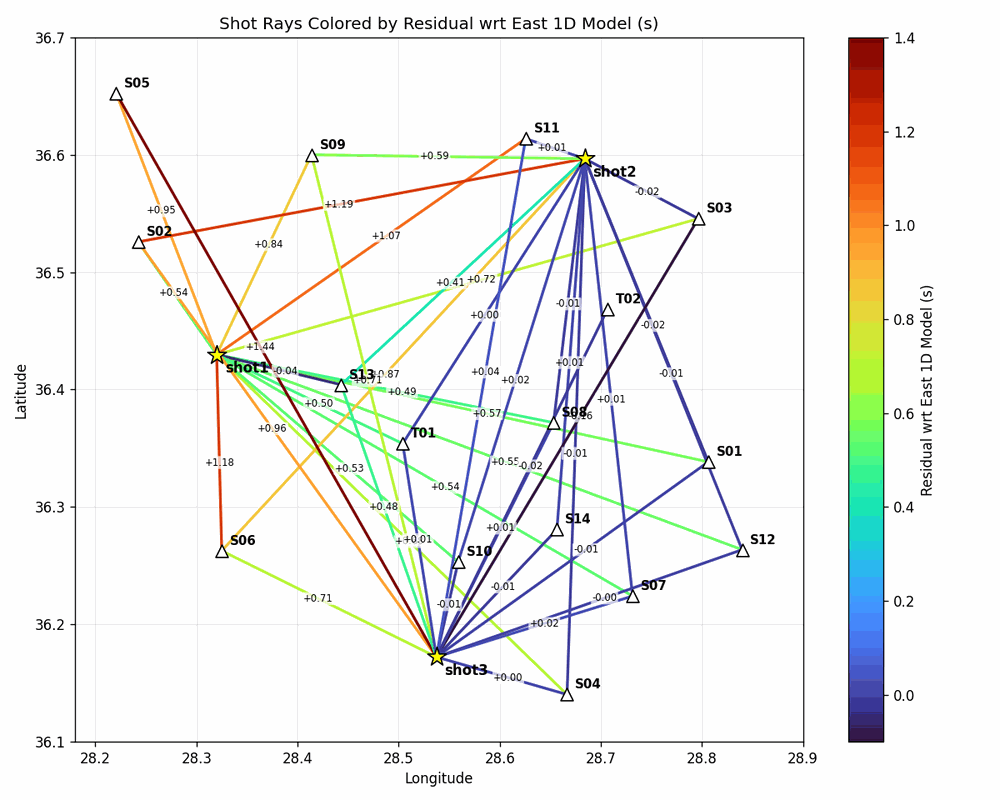 Shot Rays Colored by Residual wrt East 1D Model (s)
36.7
36.6
36.5
36.4
36.3
36.2
36.1
Latitude
28.2
28.3
28.4
28.5
28.6
28.7
28.8
28.9
Longitude
1.4
1.2
1.0
0.8
0.6
0.4
0.2
0.0
Residual wrt East 1D Model (s)
S05
S11
S09
+0.01
+0.59
shot2
-0.02
+0.95
+1.19
S03
S02
+1.07
+0.84
+0.54
+0.41
+0.72
T02
-0.01
+0.00
-0.02
+1.44
shot1
-0.04
S13
+0.71
+0.87
+0.04
+0.02
+0.01
-0.01
+0.49
+0.50
+0.01
+0.57
S08
+0.96
T01
S01
+1.18
+0.53
+0.55
-0.02
-0.01
+0.54
+0.48
S14
+0.01
S06
+0.01
S10
-0.01
S12
-0.01
S07
+0.71
-0.01
-0.00
+0.02
shot3
+0.00
S04